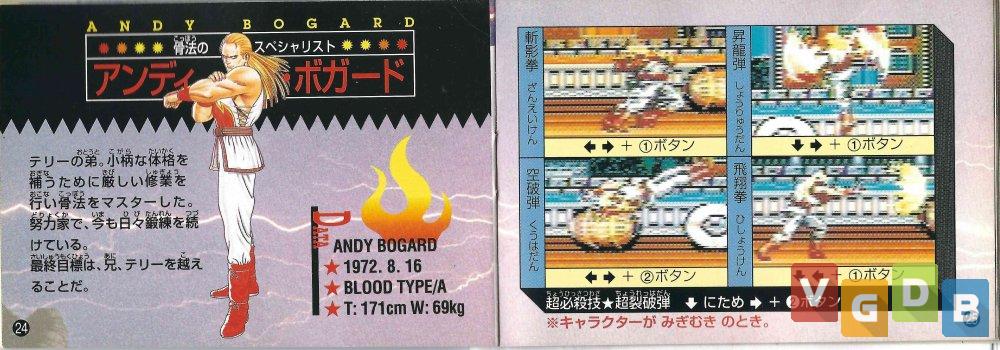 ANDY BOGARD
骨法のスペシャリスト
アンディ・ボガード
テリーの弟。小柄な体格を
補うために厳しい修業を
行い骨法をマスターした。
努力家で、今も日々鍛練を続
けている。
最終目標は、兄、テリーを越え
ることだ。
DATA
ANDY BOGARD
★1972. 8. 16
★BLOOD TYPE/A
★T: 171cm W: 69kg
24
斬影拳 ざんえいけん
⬅➡ + ①ボタン
昇龍弾 しょうりゅうだん
⬇➡ + ①ボタン
空破弾 くうはだん
⬅➡ + ②ボタン
飛翔拳 ひしょうけん
⬅➡ + ①ボタン
超必殺技★超裂破弾 ⬇にため➡ + ②ボタン
※キャラクターが みぎむき のとき。
25
VGDB